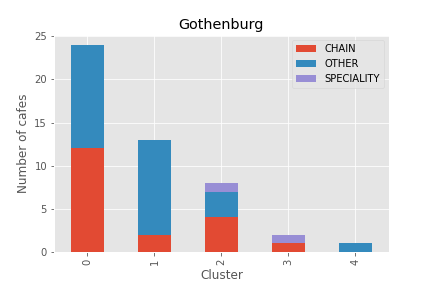 Gothenburg
CHAIN
OTHER
SPECIALITY
Number of cafes
25
20
15
10
5
0
0
1
2
3
4
Cluster